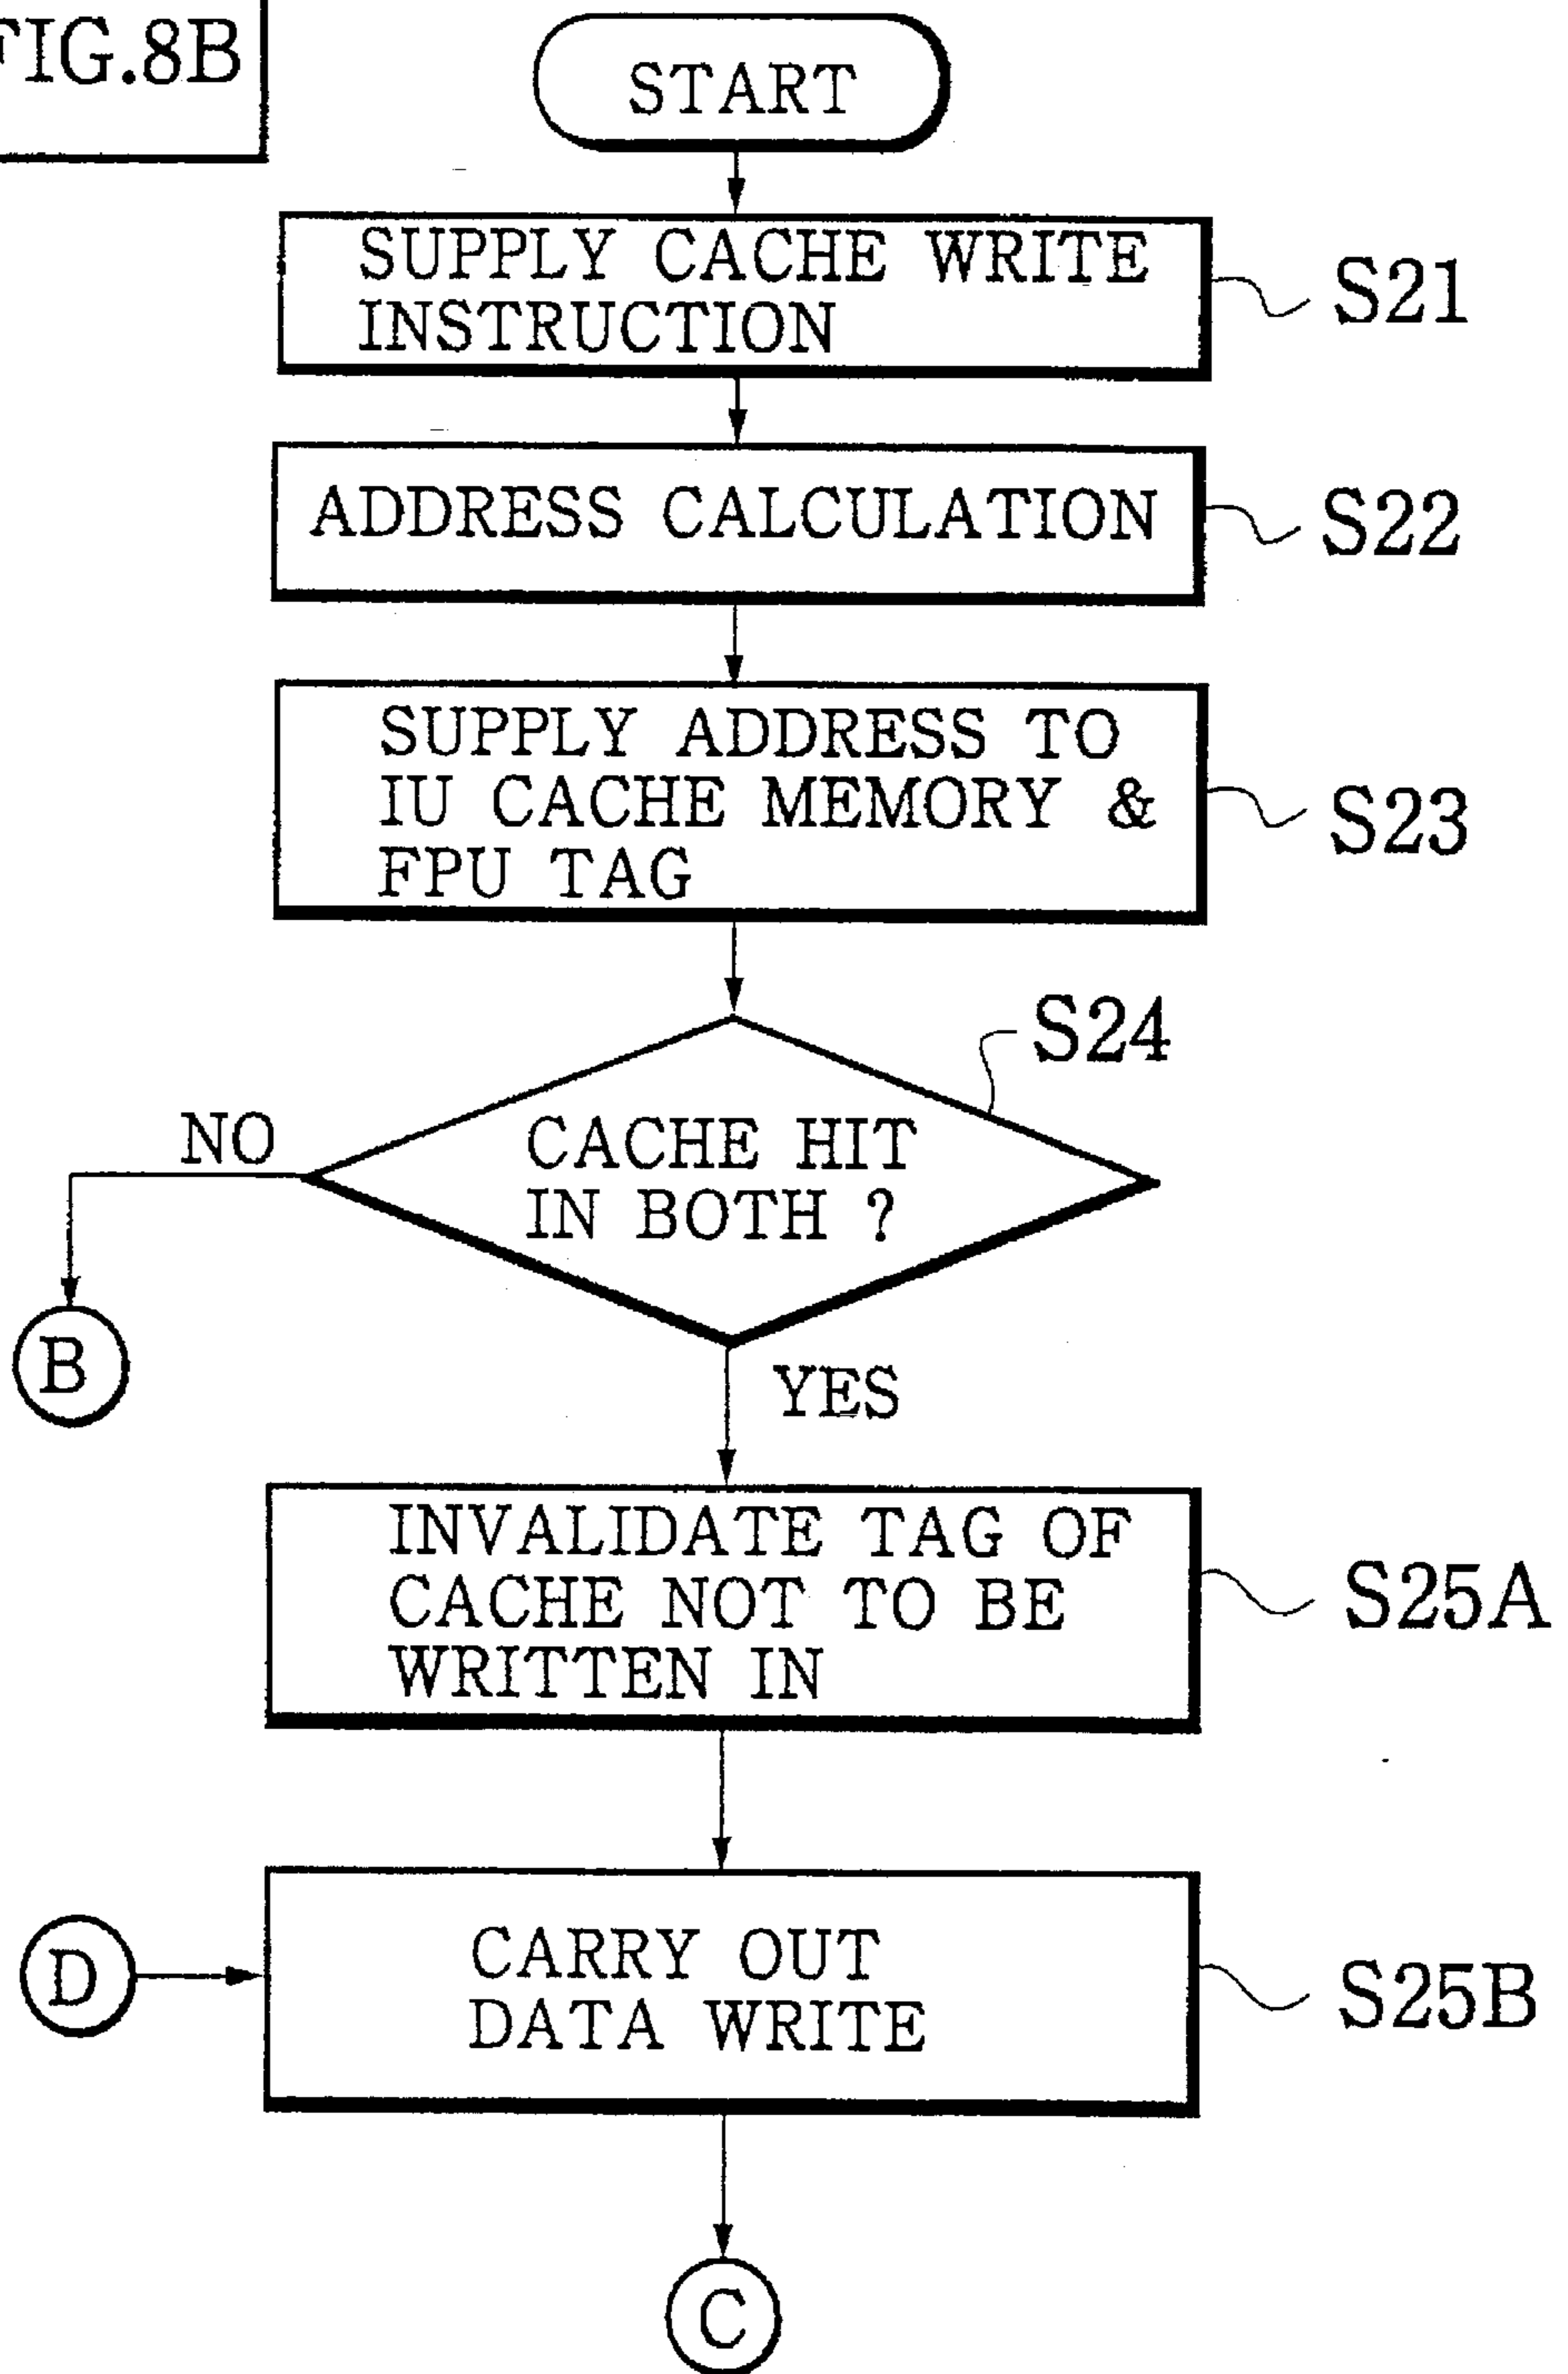 FIG.8B
START
SUPPLY CACHE WRITE
INSTRUCTION
S21
ADDRESS CALCULATION
S22
SUPPLY ADDRESS TO
IU CACHE MEMORY &
FPU TAG
S23
S24
CACHE HIT
IN BOTH ?
NO
B
YES
INVALIDATE TAG OF
CACHE NOT TO BE
WRITTEN IN
S25A
D
CARRY OUT
DATA WRITE
S25B
C